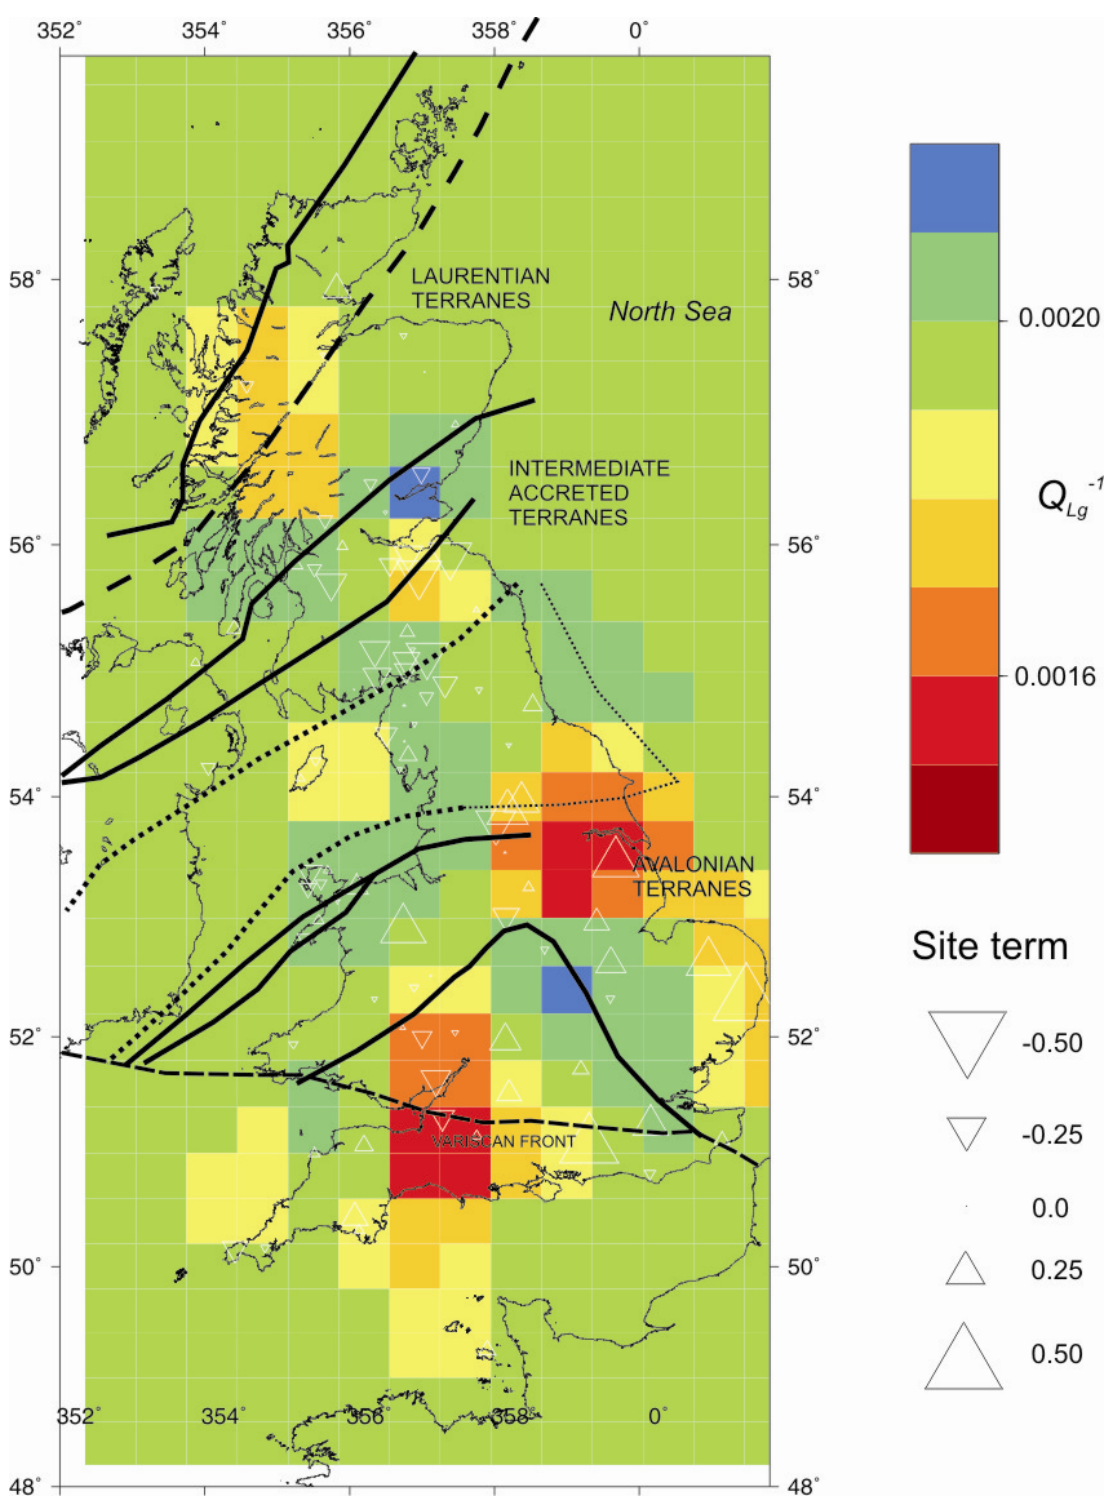 352° 354° 356° 358° 0°
58° 58°
LAURENTIAN
TERRANES
North Sea
0.0020
INTERMEDIATE
ACCRETED
TERRANES
Q_Lg^-1
56° 56°
0.0016
54° 54°
AVALONIAN
TERRANES
Site term
52° 52°
-0.50
-0.25
VARISCAN FRONT
0.0
50° 50°
0.25
0.50
352° 354° 356° 358° 0°
48° 48°